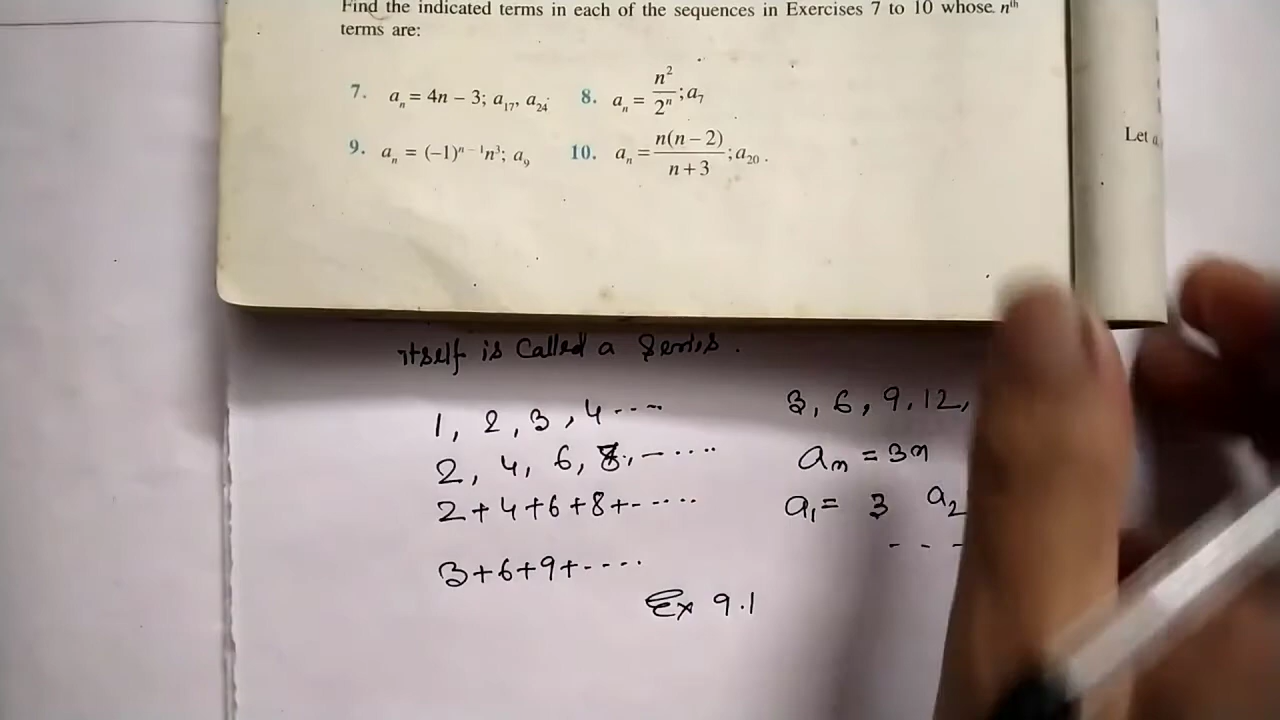 Find the indicated terms in each of the sequences in Exercises 7 to 10 whose nᵗʰ
terms are:
7. aₙ = 4n – 3; a₁₇, a₂₄ 8. aₙ = n²/2ⁿ ; a₇
9. aₙ = (–1)ⁿ⁻¹n³; a₉ 10. aₙ = n(n – 2)/n + 3 ; a₂₀ .
Let a
itself is Called a Series .
1, 2, 3, 4 ----
2, 4, 6, 8, -.....
2+4+6+8+-.....
3+6+9+-....
Ex 9.1
3, 6, 9, 12,
aₙ = 3n
a₁ = 3 a₂
- - -